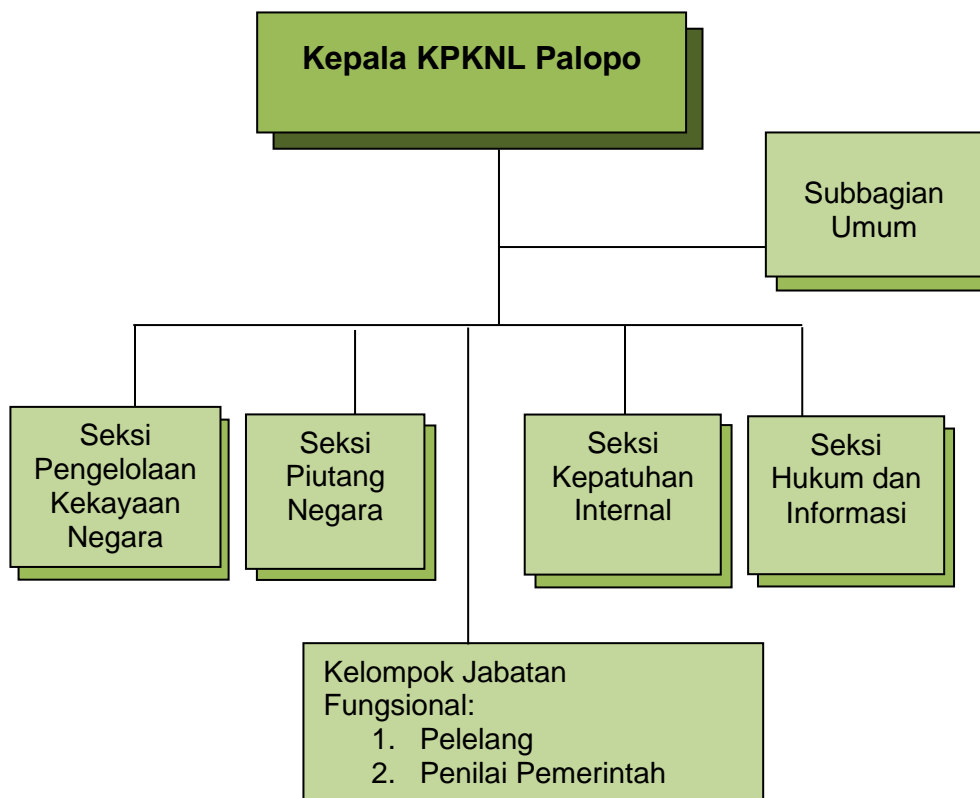 Kepala KPKNL Palopo
Subbagian
Umum
Seksi
Pengelolaan
Kekayaan
Negara
Seksi
Piutang
Negara
Seksi
Kepatuhan
Internal
Seksi
Hukum dan
Informasi
Kelompok Jabatan
Fungsional:
1. Pelelang
2. Penilai Pemerintah